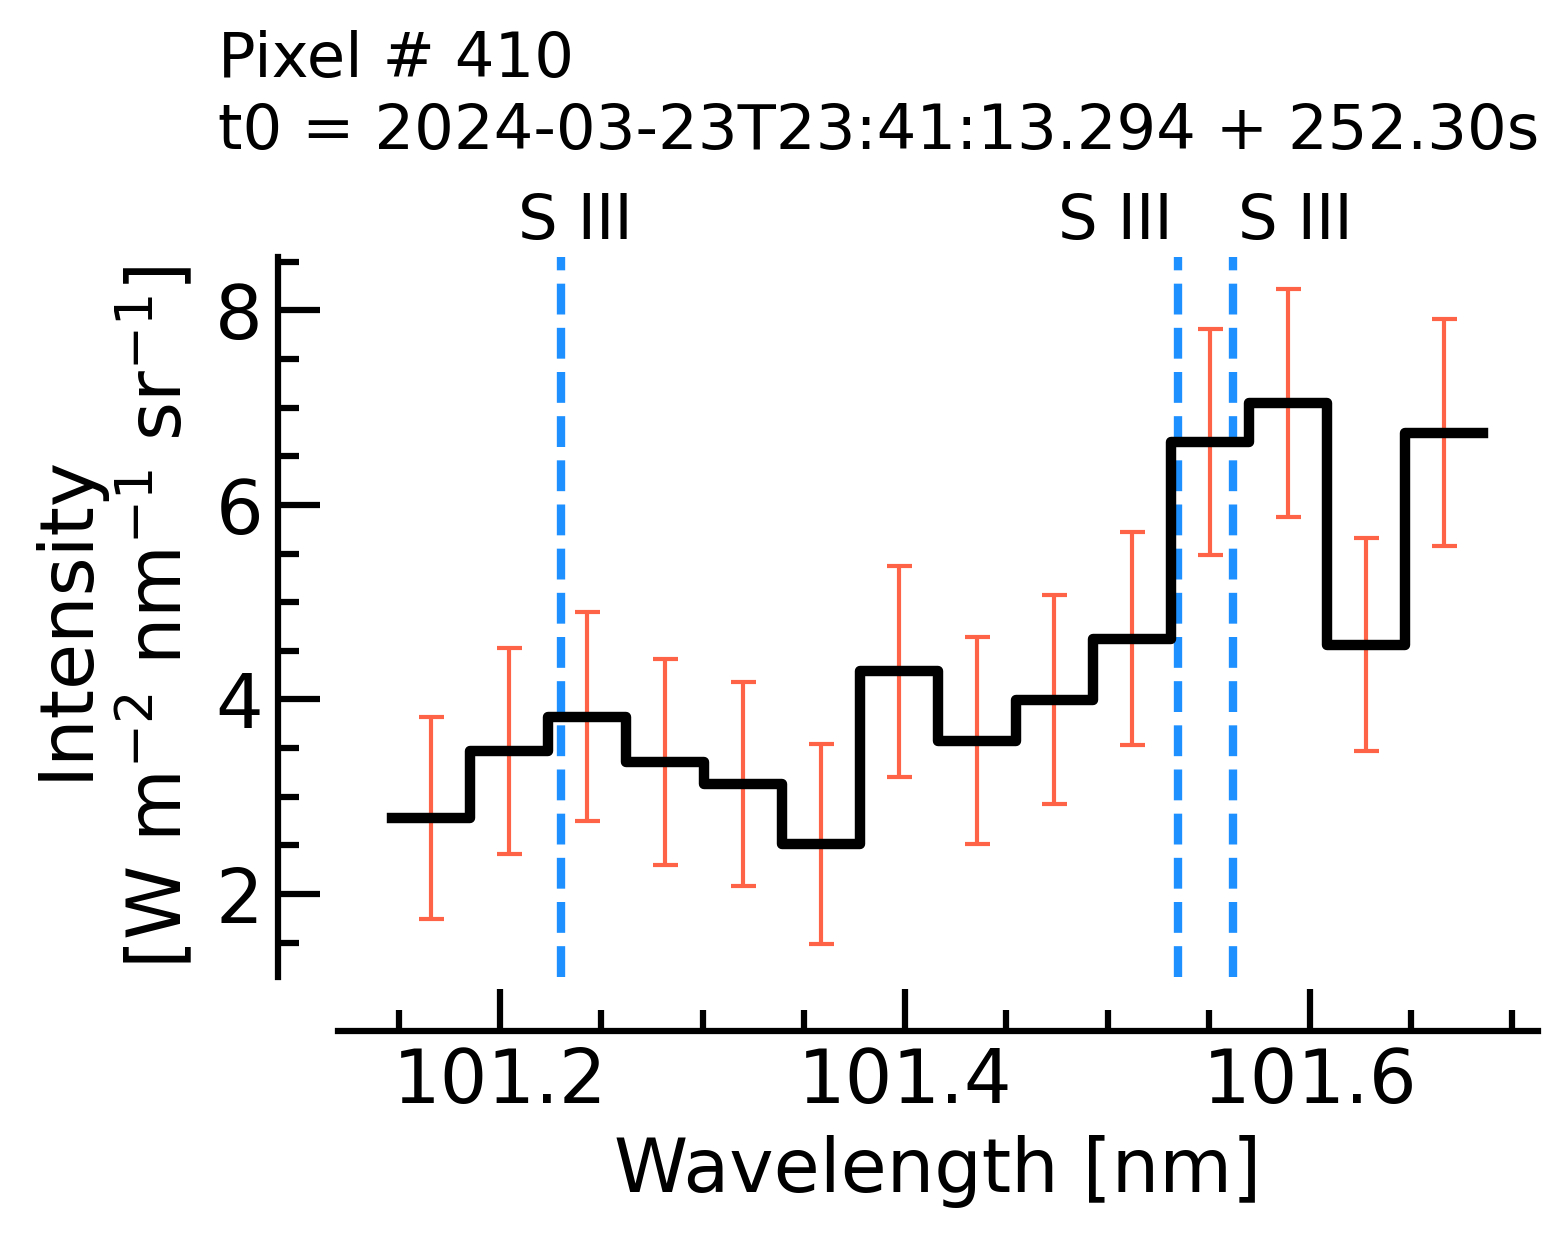 Pixel # 410
t0 = 2024-03-23T23:41:13.294 + 252.30s
S III S III S III
Intensity
[W m⁻² nm⁻¹ sr⁻¹]
8
6
4
2
101.2 101.4 101.6
Wavelength [nm]